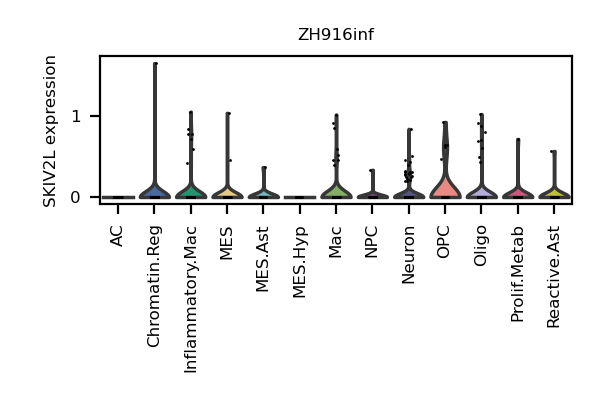 ZH916inf
SKIV2L expression
1
0
AC
Chromatin.Reg
Inflammatory.Mac
MES
MES.Ast
MES.Hyp
Mac
NPC
Neuron
OPC
Oligo
Prolif.Metab
Reactive.Ast